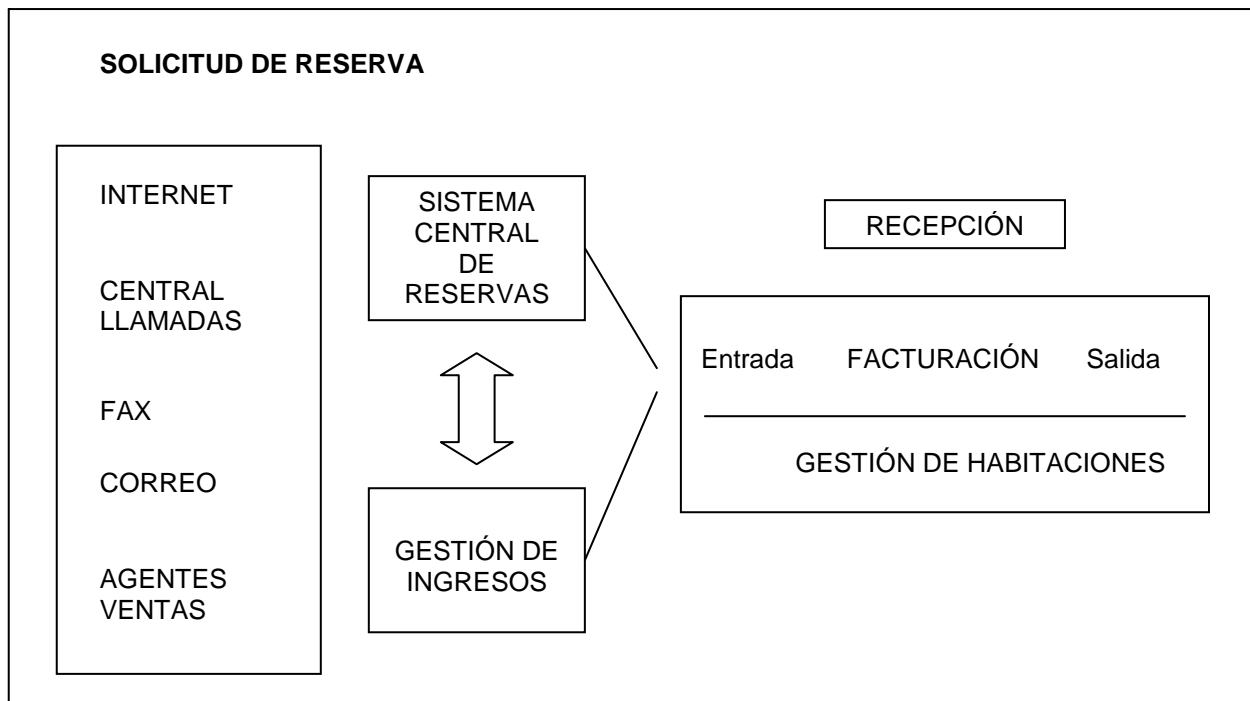 SOLICITUD DE RESERVA
INTERNET
CENTRAL
LLAMADAS
FAX
CORREO
AGENTES
VENTAS
SISTEMA
CENTRAL
DE
RESERVAS
GESTIÓN DE
INGRESOS
RECEPCIÓN
Entrada FACTURACIÓN Salida
GESTIÓN DE HABITACIONES